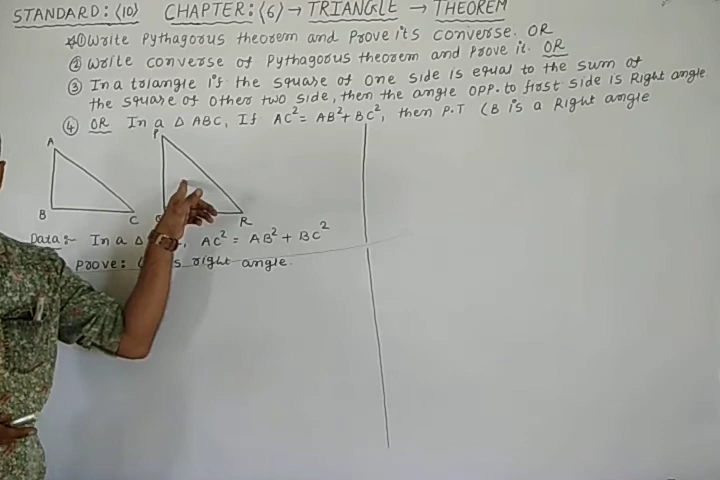 STANDARD:⟨10⟩ CHAPTER:⟨6⟩ → TRIANGLE → THEOREM
① Write Pythagorus theorem and prove its converse. OR
② Write converse of Pythagorus theorem and prove it. OR
③ In a triangle if the square of one side is equal to the sum of
the square of other two side, then the angle opp. to first side is Right angle.
④ OR In a △ ABC, If AC² = AB² + BC², then P.T ∠B is a Right angle
A
P
B
C
R
Data:- In a △ , AC² = AB² + BC²
Prove: right angle.